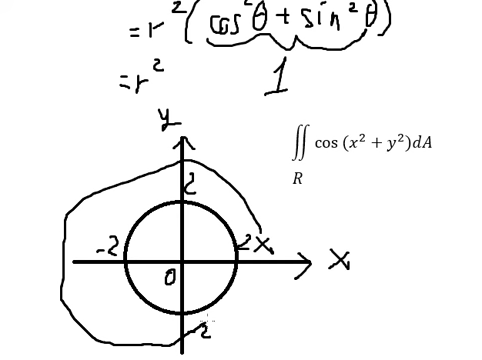 =r²(cos²θ + sin²θ)
=r²
1
y
∬ cos (x² + y²)dA
R
2
-2
2
x
x
0
2